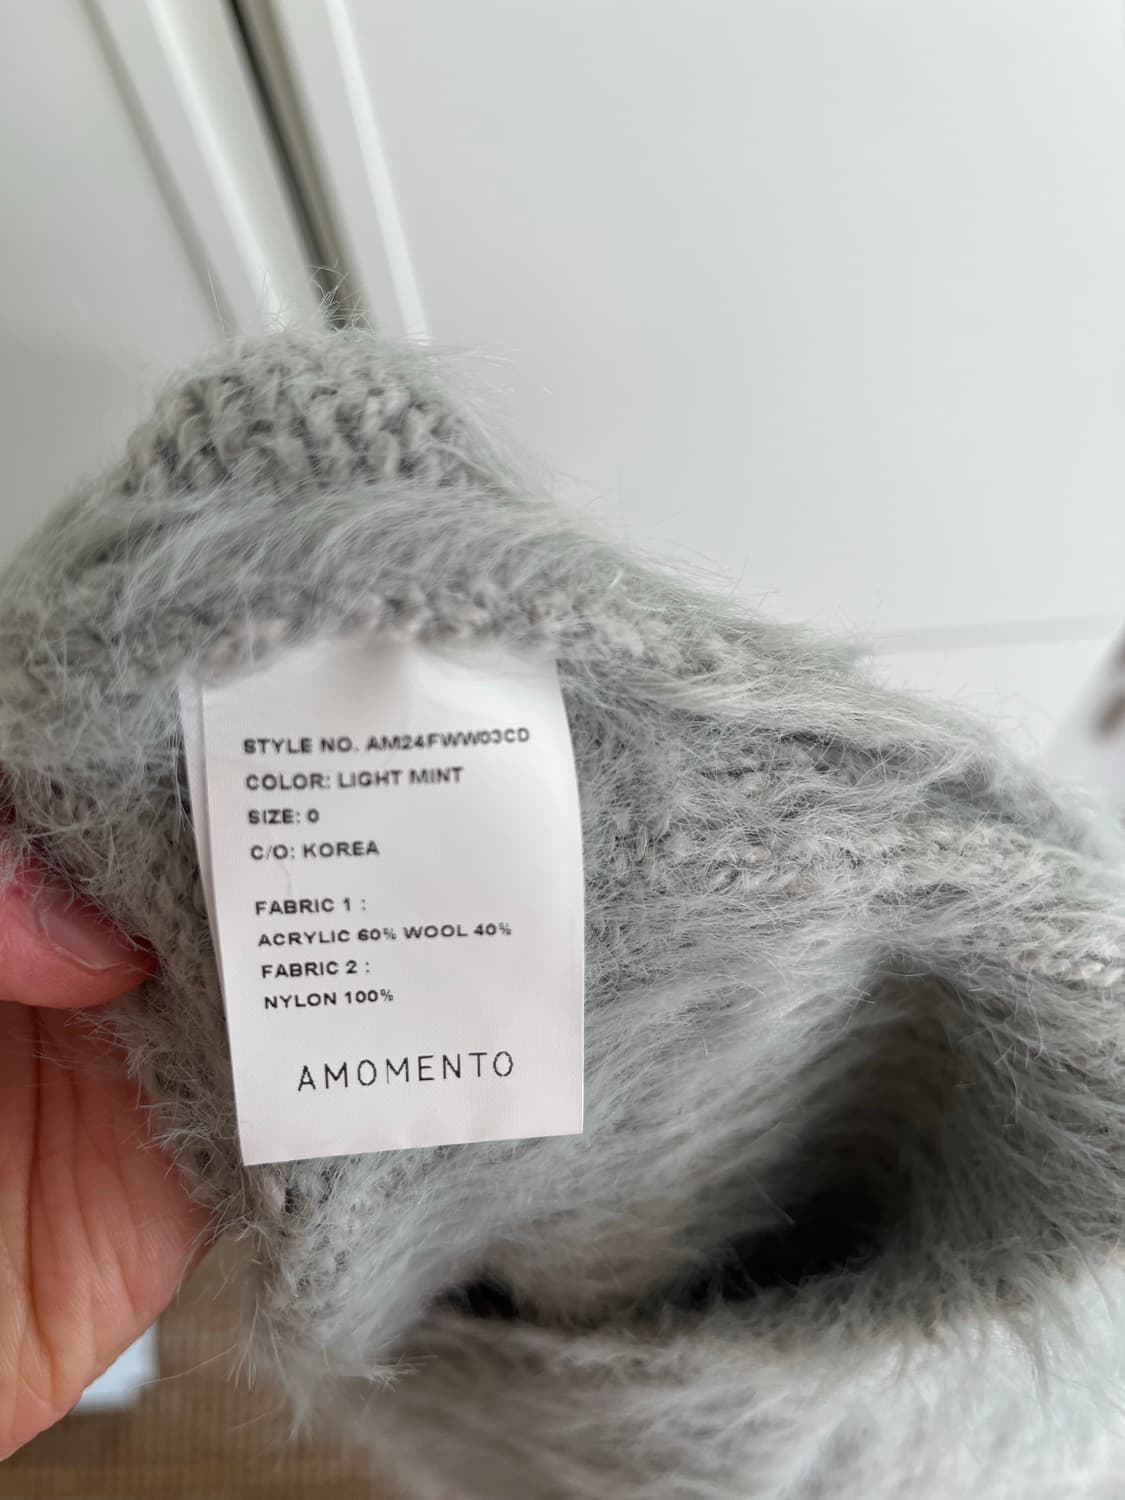 STYLE NO. AM24FWW03CD
COLOR: LIGHT MINT
SIZE: 0
C/O: KOREA
FABRIC 1 :
ACRYLIC 60% WOOL 40%
FABRIC 2 :
NYLON 100%
AMOMENTO